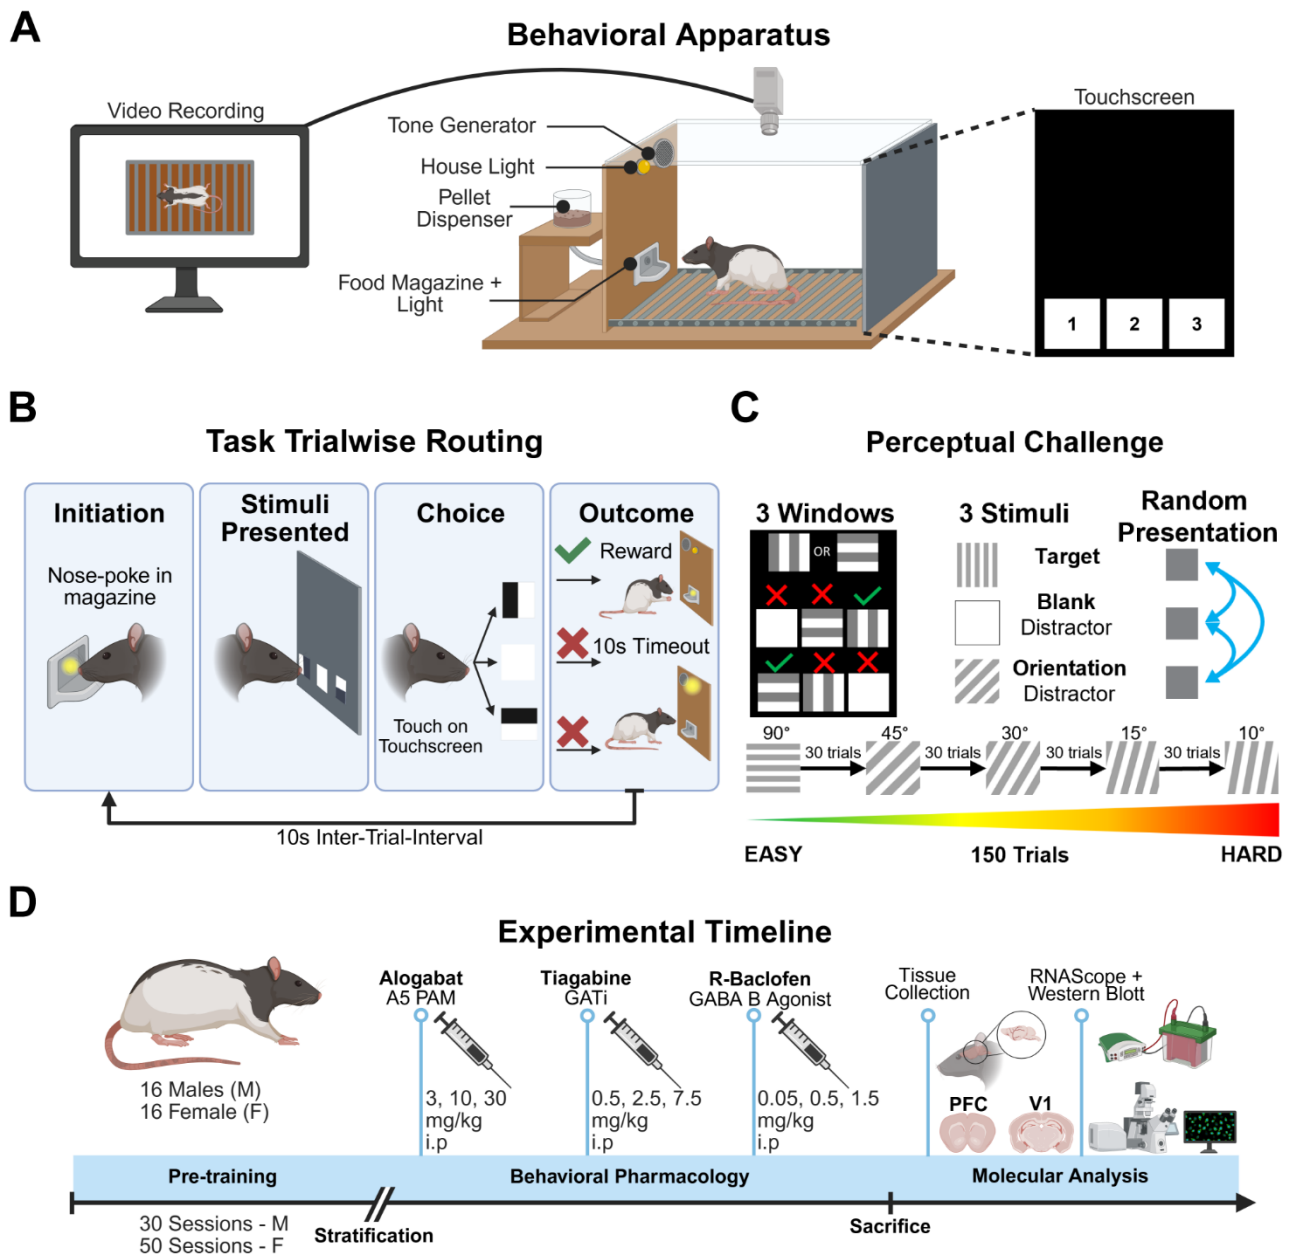 A
Behavioral Apparatus
Video Recording
Tone Generator
House Light
Pellet
Dispenser
Food Magazine +
Light
Touchscreen
1 2 3
B
Task Trialwise Routing
Initiation
Nose-poke in
magazine
Stimuli
Presented
Choice
Touch on
Touchscreen
Outcome
Reward
10s Timeout
10s Inter-Trial-Interval
C
Perceptual Challenge
3 Windows
OR
3 Stimuli
Target
Blank
Distractor
Orientation
Distractor
Random
Presentation
90° 45° 30° 15° 10°
30 trials 30 trials 30 trials 30 trials
EASY 150 Trials HARD
D
Experimental Timeline
16 Males (M)
16 Female (F)
Alogabat
A5 PAM
3, 10, 30
mg/kg
i.p
Tiagabine
GATi
0.5, 2.5, 7.5
mg/kg
i.p
R-Baclofen
GABA B Agonist
0.05, 0.5, 1.5
mg/kg
i.p
Tissue
Collection
RNAScope +
Western Blott
PFC V1
Pre-training Behavioral Pharmacology Molecular Analysis
30 Sessions - M
50 Sessions - F
Stratification
Sacrifice